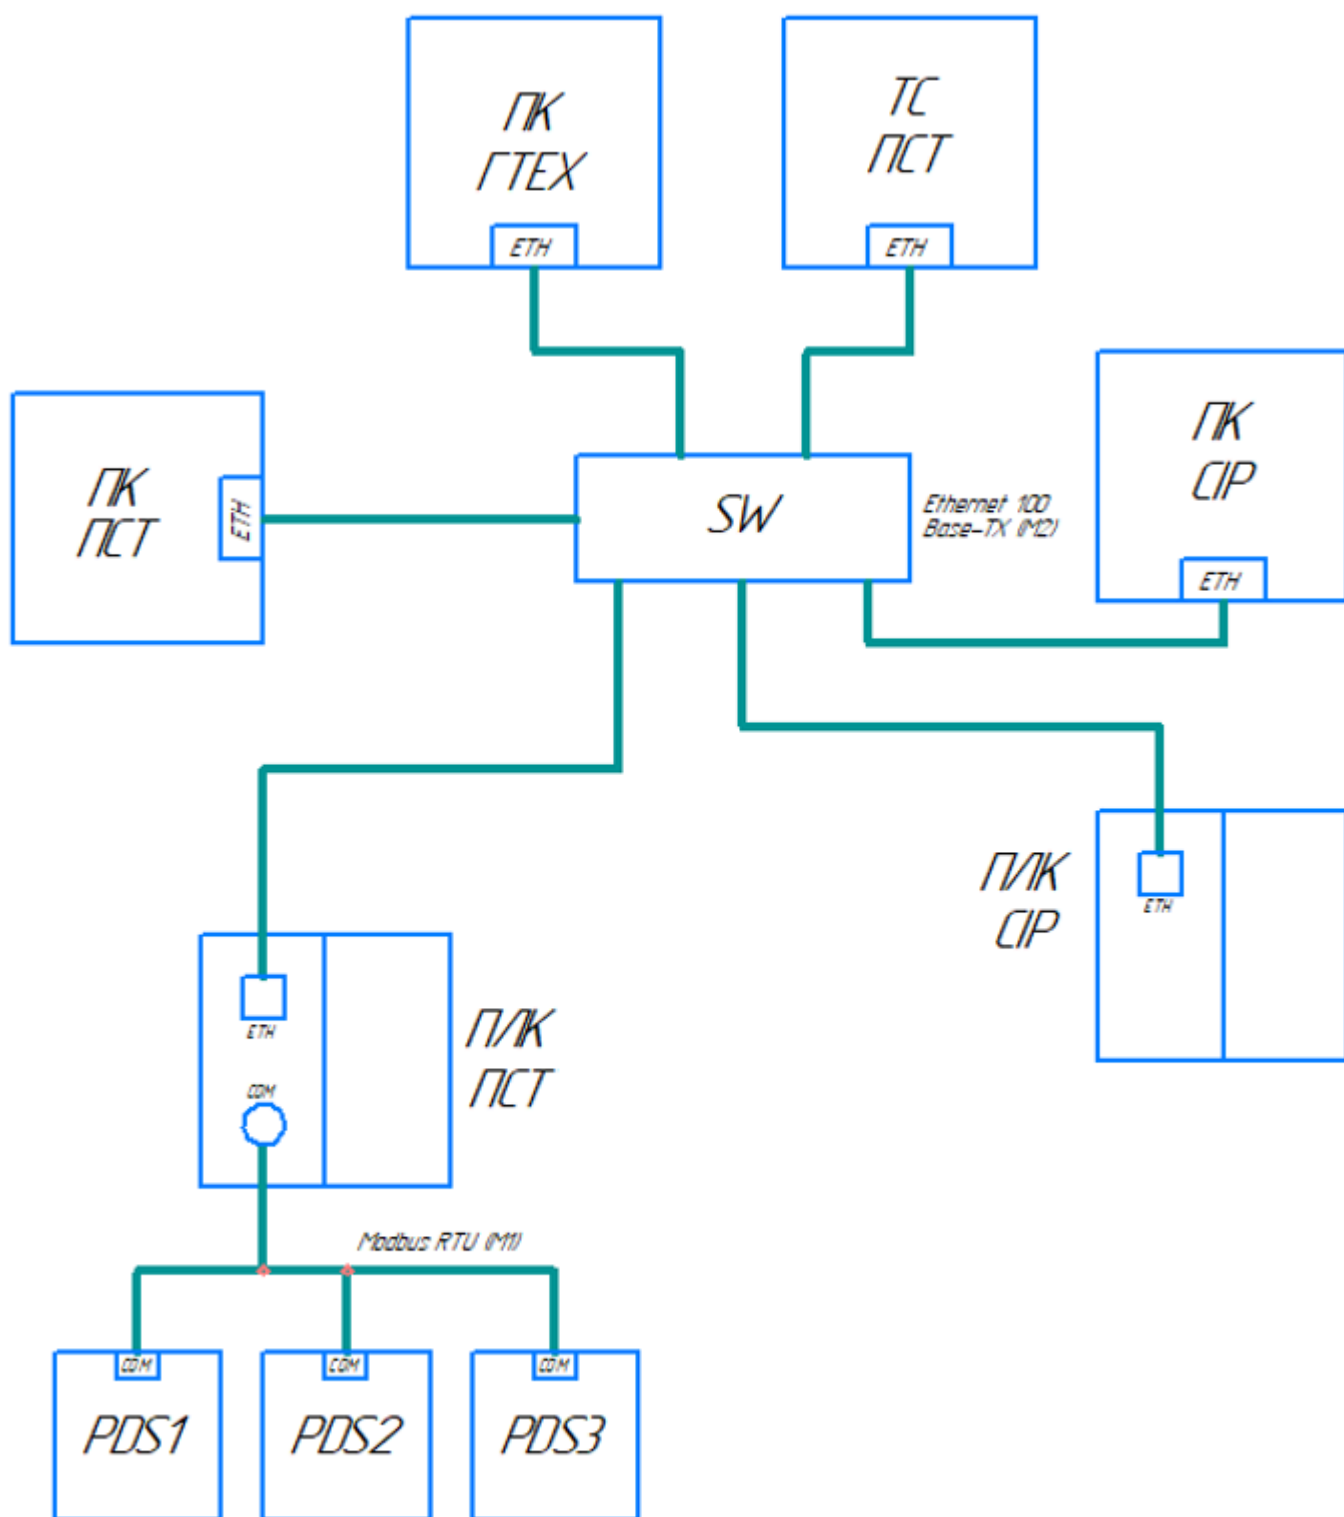 ПК
ГТЕХ
ETH
ТС
ПСТ
ETH
ПК
CIP
ETH
ПК
ПСТ
ETH
SW
Ethernet 100
Base-TX (M2)
ПЛК
CIP
ETH
ETH
COM
ПЛК
ПСТ
Modbus RTU (M1)
COM
COM
COM
PDS1
PDS2
PDS3